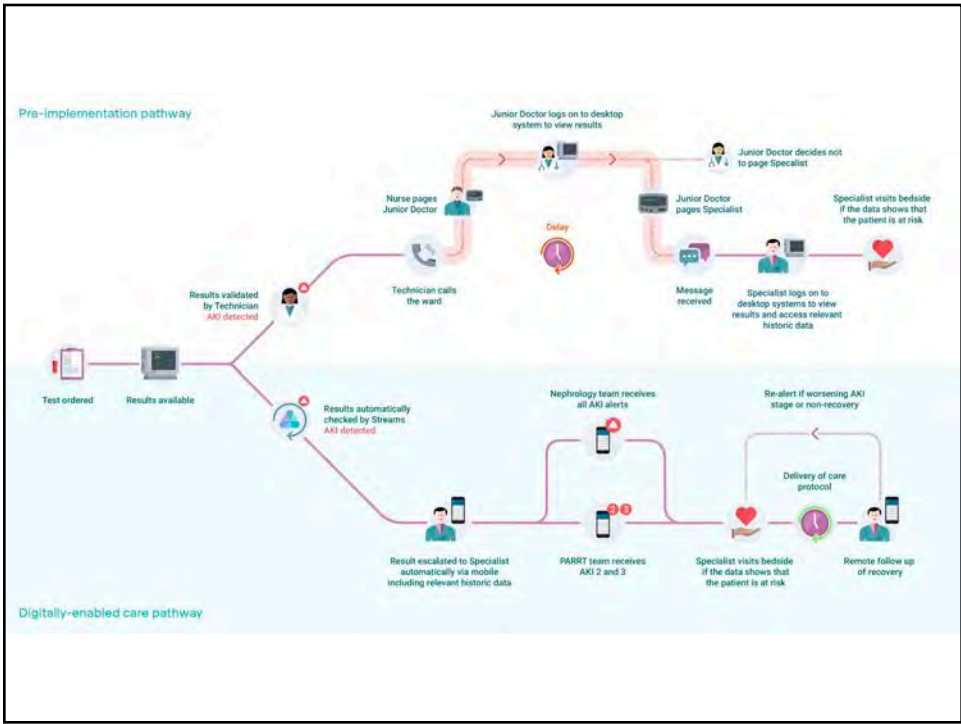 Pre-implementation pathway
Junior Doctor logs on to desktop
system to view results
Junior Doctor decides not
to page Specalist
Nurse pages
Junior Doctor
Junior Doctor
pages Specialist
Specialist visits bedside
if the data shows that
the patient is at risk
Delay
Results validated
by Technician
AKI detected
Technician calls
the ward
Message
received
Specialist logs on to
desktop systems to view
results and access relevant
historic data
Test ordered
Results available
Results automatically
checked by Streams
AKI detected
Nephrology team receives
all AKI alerts
Re-alert if worsening AKI
stage or non-recovery
Delivery of care
protocol
2 3
Result escalated to Specialist
automatically via mobile
including relevant historic data
PARRT team receives
AKI 2 and 3
Specialist visits bedside
if the data shows that
the patient is at risk
Remote follow up
of recovery
Digitally-enabled care pathway